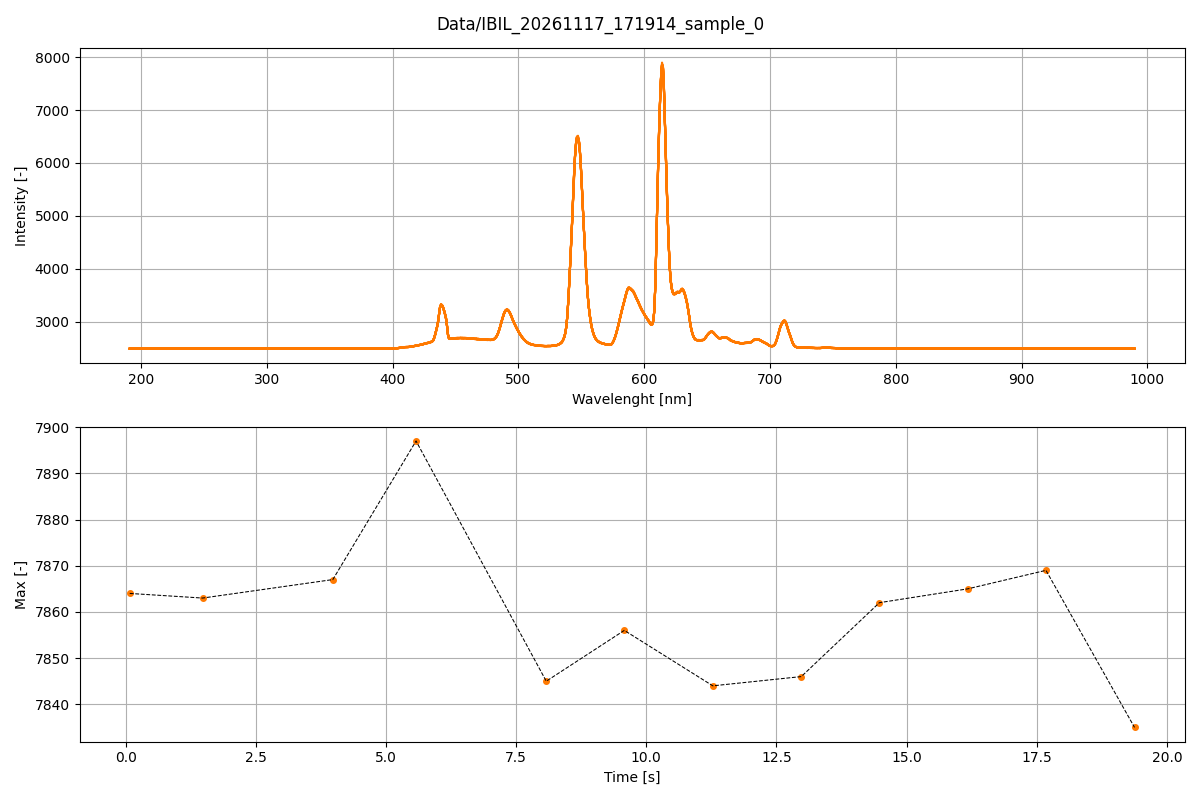 Data/IBIL_20261117_171914_sample_0
8000
7000
6000
5000
4000
3000
Intensity [-]
200 300 400 500 600 700 800 900 1000
Wavelenght [nm]
7900
7890
7880
7870
7860
7850
7840
Max [-]
0.0 2.5 5.0 7.5 10.0 12.5 15.0 17.5 20.0
Time [s]